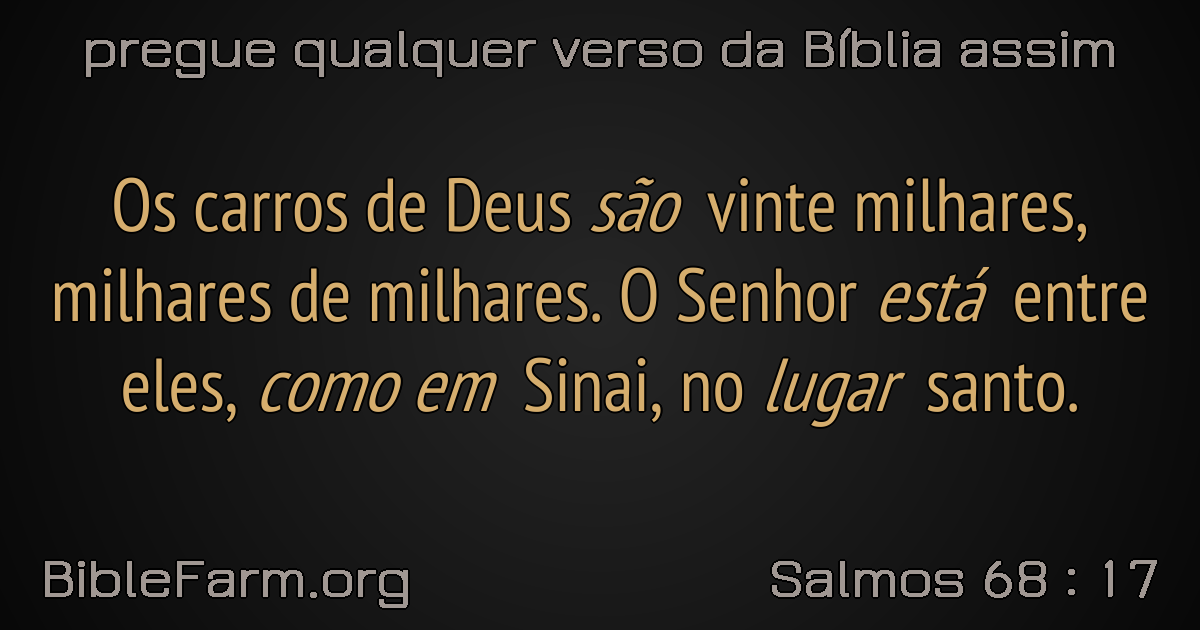 pregue qualquer verso da Bíblia assim
Os carros de Deus são vinte milhares,
milhares de milhares. O Senhor está entre
eles, como em Sinai, no lugar santo.
BibleFarm.org
Salmos 68 : 17